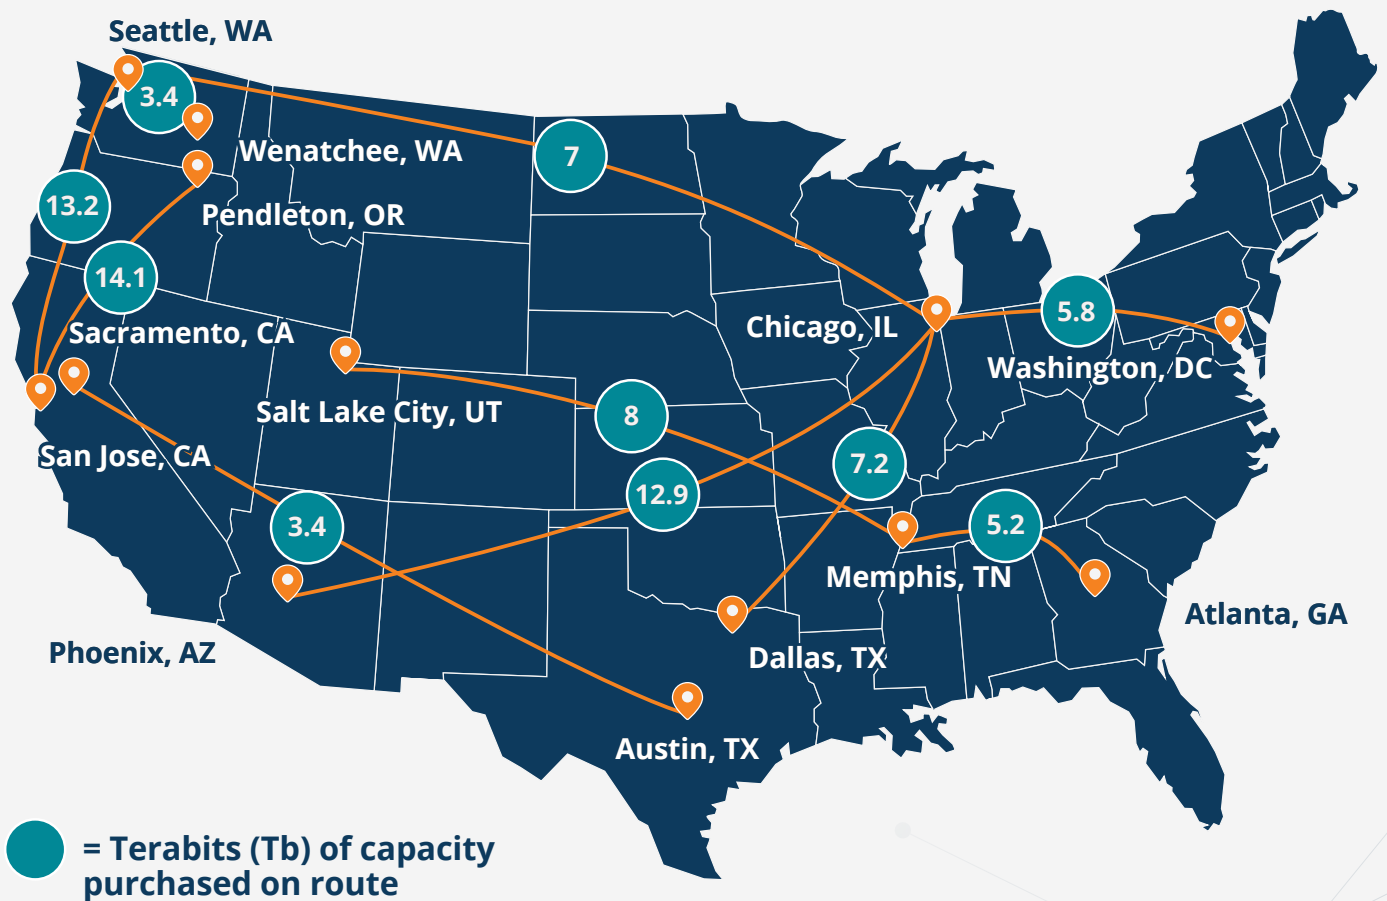 Seattle, WA
3.4
Wenatchee, WA
7
Pendleton, OR
13.2
14.1
Sacramento, CA
Chicago, IL
5.8
Washington, DC
Salt Lake City, UT
8
San Jose, CA
7.2
12.9
3.4
5.2
Memphis, TN
Atlanta, GA
Phoenix, AZ
Dallas, TX
Austin, TX
= Terabits (Tb) of capacity
purchased on route